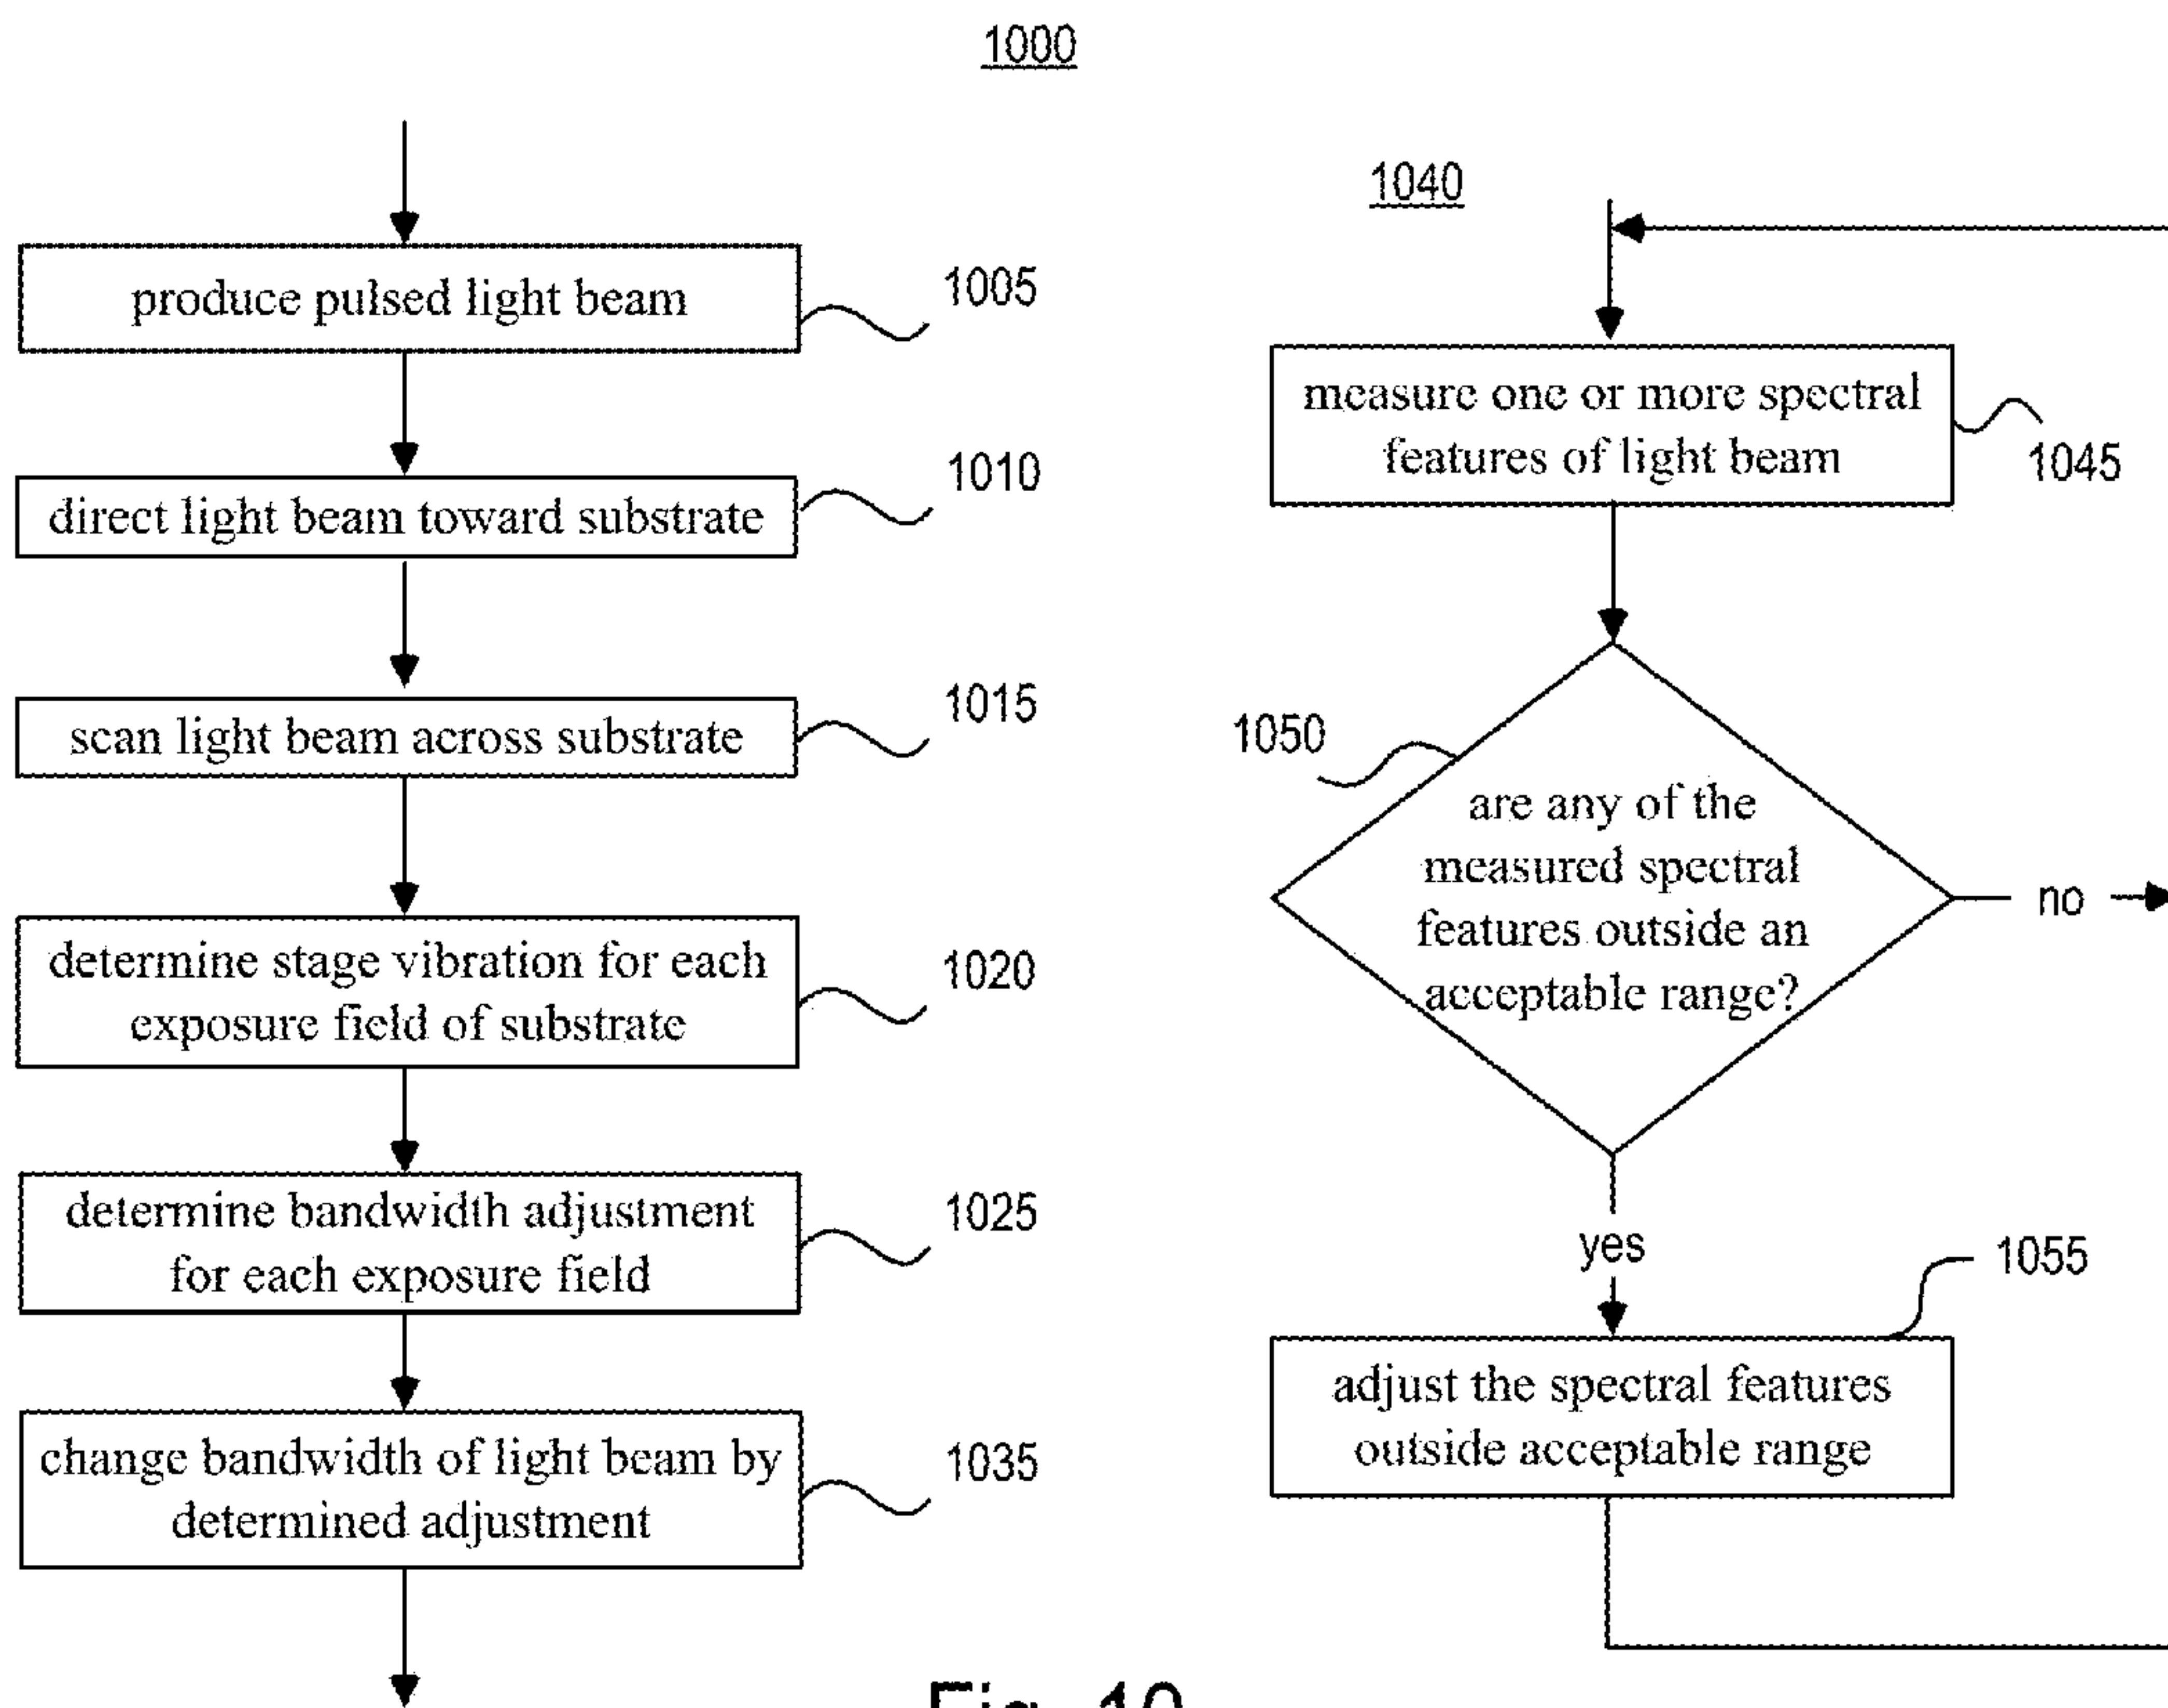 1000
produce pulsed light beam
1005
direct light beam toward substrate
1010
scan light beam across substrate
1015
determine stage vibration for each
exposure field of substrate
1020
determine bandwidth adjustment
for each exposure field
1025
change bandwidth of light beam by
determined adjustment
1035
1040
measure one or more spectral
features of light beam
1045
1050
are any of the
measured spectral
features outside an
acceptable range?
no
yes
1055
adjust the spectral features
outside acceptable range
Fig. 10